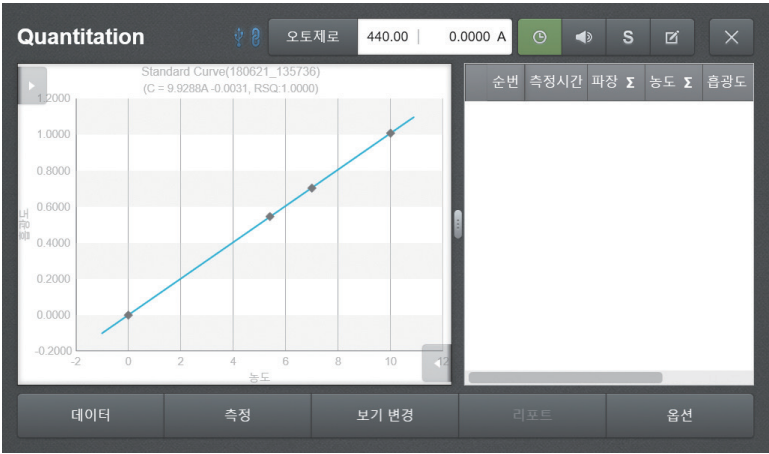 Quantitation
오토제로
440.00
0.0000 A
S
Standard Curve(180621_135736)
(C = 9.9288A -0.0031, RSQ:1.0000)
1.2000
1.0000
0.8000
0.6000
0.4000
0.2000
0.0000
-0.2000
흡광도
-2 0 2 4 6 8 10 12
농도
순번 측정시간 파장 Σ 농도 Σ 흡광도
데이터 측정 보기 변경 리포트 옵션